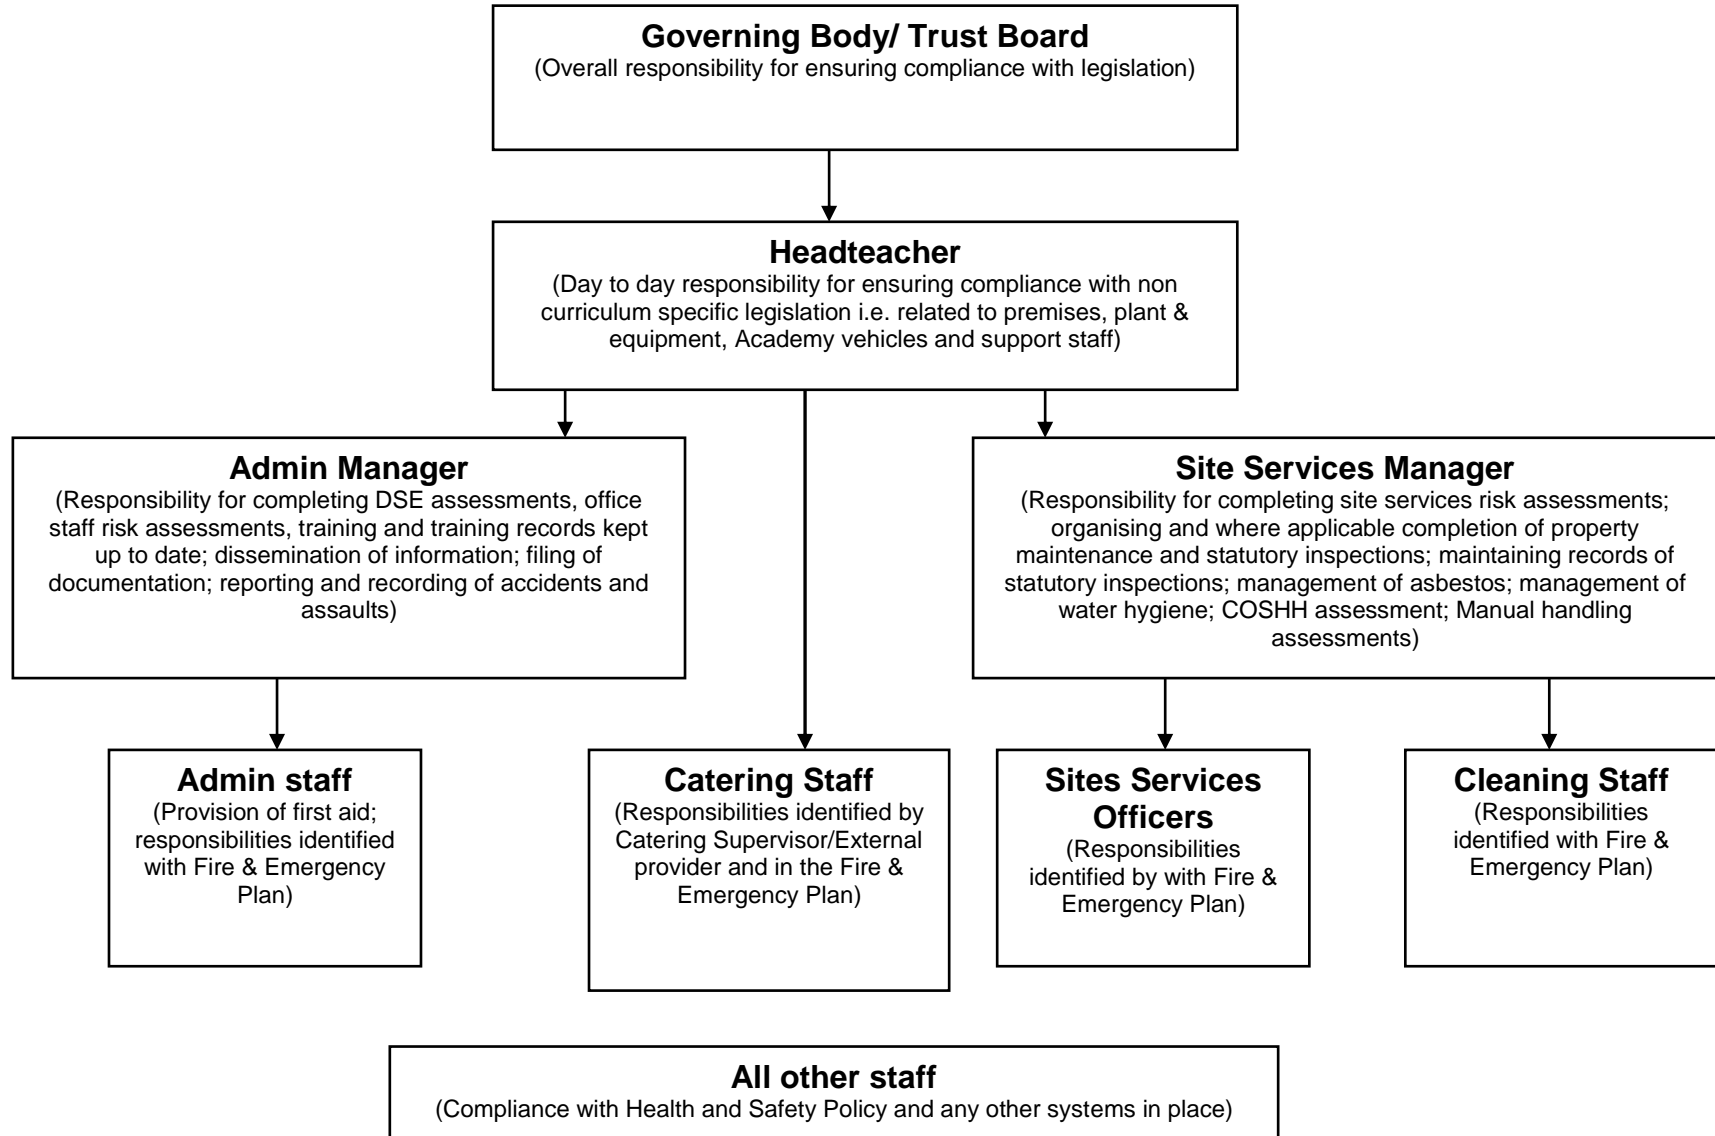 Governing Body/ Trust Board
(Overall responsibility for ensuring compliance with legislation)
Headteacher
(Day to day responsibility for ensuring compliance with non
curriculum specific legislation i.e. related to premises, plant &
equipment, Academy vehicles and support staff)
Admin Manager
(Responsibility for completing DSE assessments, office
staff risk assessments, training and training records kept
up to date; dissemination of information; filing of
documentation; reporting and recording of accidents and
assaults)
Site Services Manager
(Responsibility for completing site services risk assessments;
organising and where applicable completion of property
maintenance and statutory inspections; maintaining records of
statutory inspections; management of asbestos; management of
water hygiene; COSHH assessment; Manual handling
assessments)
Admin staff
(Provision of first aid;
responsibilities identified
with Fire & Emergency
Plan)
Catering Staff
(Responsibilities identified by
Catering Supervisor/External
provider and in the Fire &
Emergency Plan)
Sites Services
Officers
(Responsibilities
identified by with Fire &
Emergency Plan)
Cleaning Staff
(Responsibilities
identified with Fire &
Emergency Plan)
All other staff
(Compliance with Health and Safety Policy and any other systems in place)